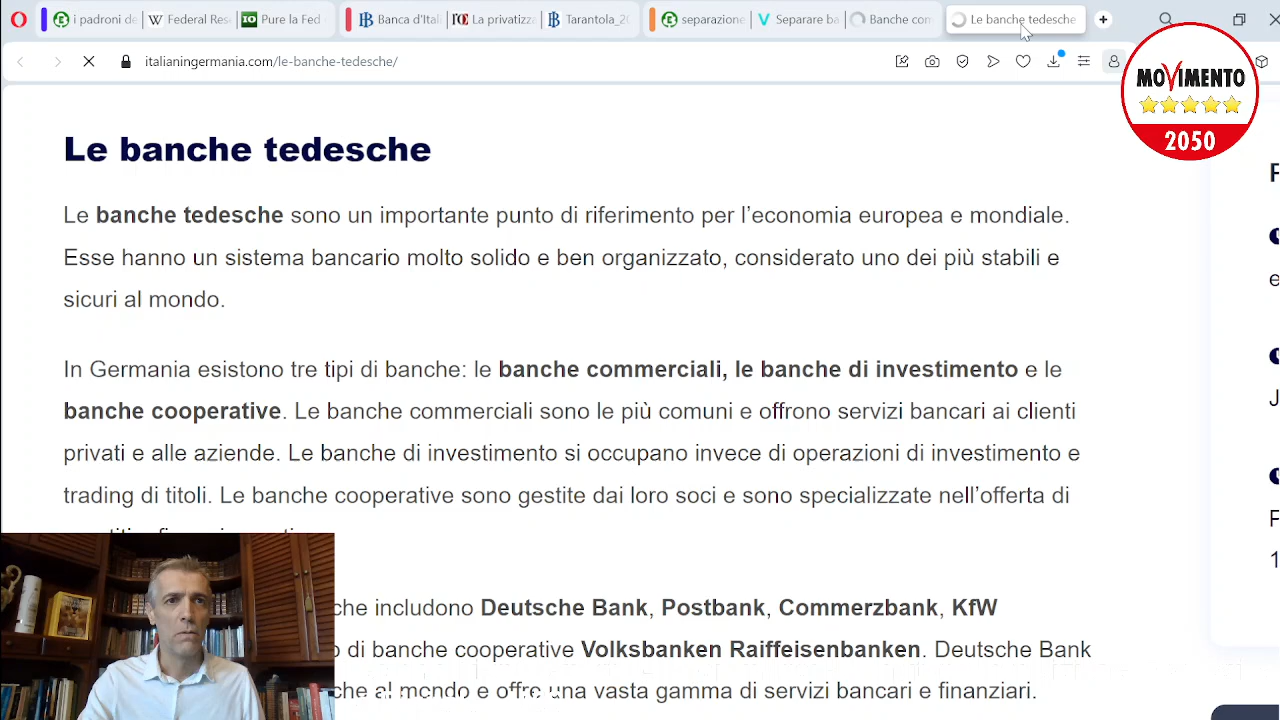 i padroni de
Federal Res
Pure la Fed
Banca d'Ital
La privatizz
Tarantola_20
separazione
Separare ba
Banche con
Le banche tedesche
italianingermania.com/le-banche-tedesche/
MOVIMENTO
2050
Le banche tedesche
Le banche tedesche sono un importante punto di riferimento per l'economia europea e mondiale.
Esse hanno un sistema bancario molto solido e ben organizzato, considerato uno dei più stabili e
sicuri al mondo.
In Germania esistono tre tipi di banche: le banche commerciali, le banche di investimento e le
banche cooperative. Le banche commerciali sono le più comuni e offrono servizi bancari ai clienti
privati e alle aziende. Le banche di investimento si occupano invece di operazioni di investimento e
trading di titoli. Le banche cooperative sono gestite dai loro soci e sono specializzate nell'offerta di
che includono Deutsche Bank, Postbank, Commerzbank, KfW
di banche cooperative Volksbanken Raiffeisenbanken. Deutsche Bank
che al mondo e offre una vasta gamma di servizi bancari e finanziari.